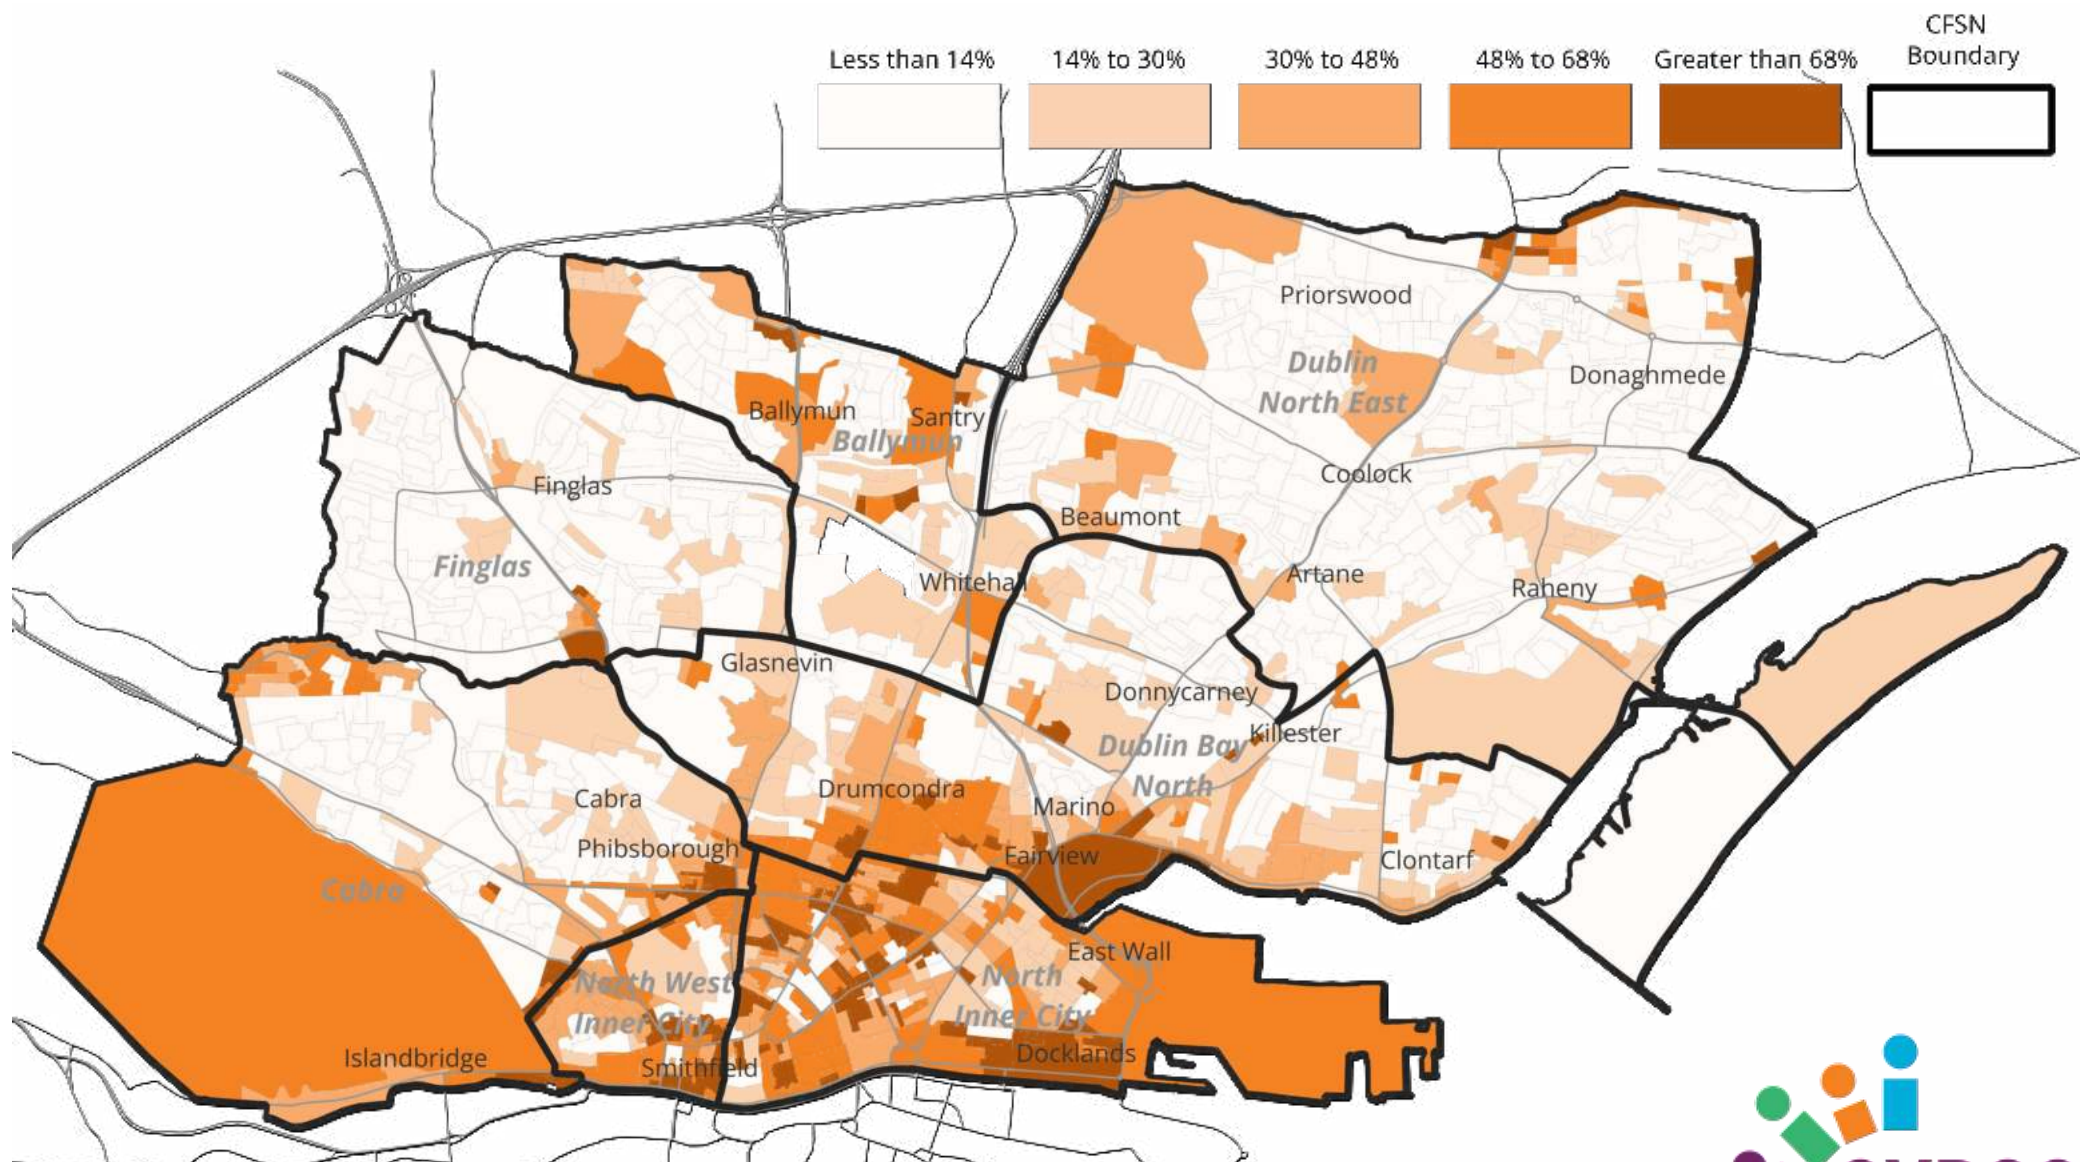 CFSN
Boundary
Less than 14%
14% to 30%
30% to 48%
48% to 68%
Greater than 68%
Priorswood
Dublin
North East
Donaghmede
Ballymun
Santry
Ballymun
Coolock
Finglas
Beaumont
Finglas
Whitehall
Artane
Raheny
Glasnevin
Donnycarney
Killester
Dublin Bay
North
Cabra
Drumcondra
Marino
Phibsborough
Fairview
Clontarf
Cabra
East Wall
North West
Inner City
North
Inner City
Islandbridge
Smithfield
Docklands